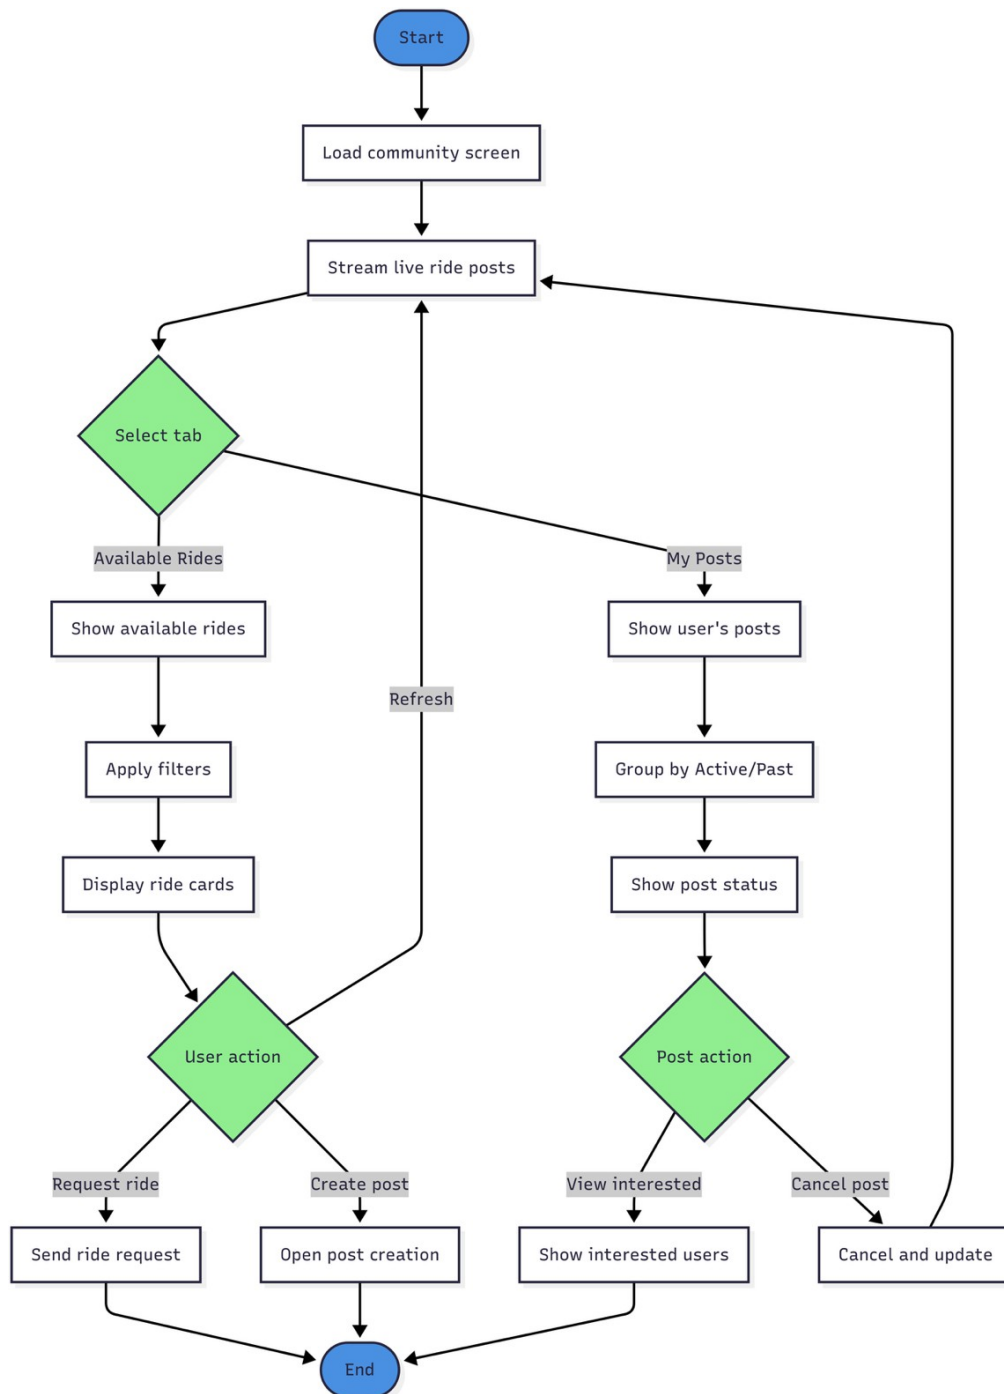 Start
Load community screen
Stream live ride posts
Select tab
Available Rides
My Posts
Show available rides
Show user's posts
Refresh
Apply filters
Group by Active/Past
Display ride cards
Show post status
User action
Post action
Request ride
Create post
View interested
Cancel post
Send ride request
Open post creation
Show interested users
Cancel and update
End